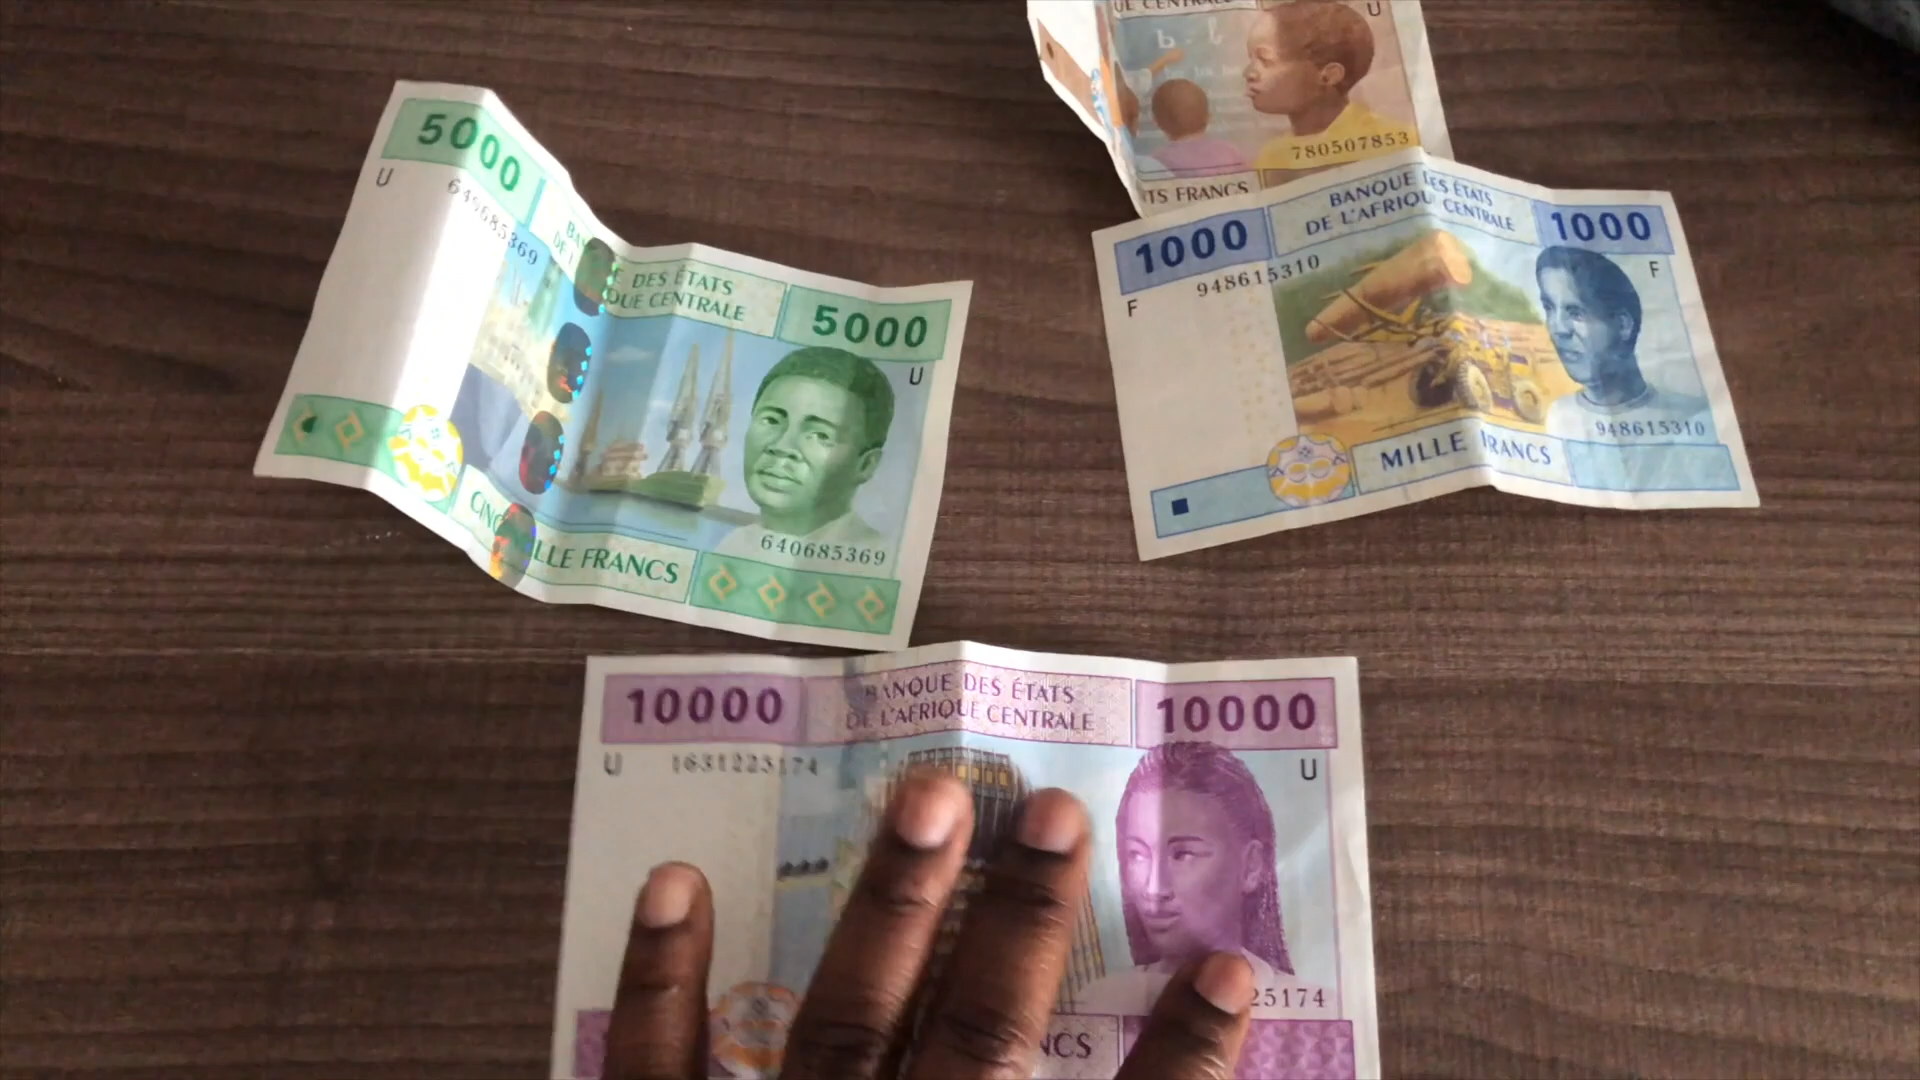 U
780507853
TS FRANCS
5000
U
640685369
DES ÉTATS
QUE CENTRALE
5000
U
640685369
LLE FRANCS
1000
BANQUE DES ÉTATS
DE L'AFRIQUE CENTRALE
1000
F
948615310
F
948615310
MILLE FRANCS
10000
BANQUE DES ÉTATS
DE L'AFRIQUE CENTRALE
10000
U
U
25174
NCS